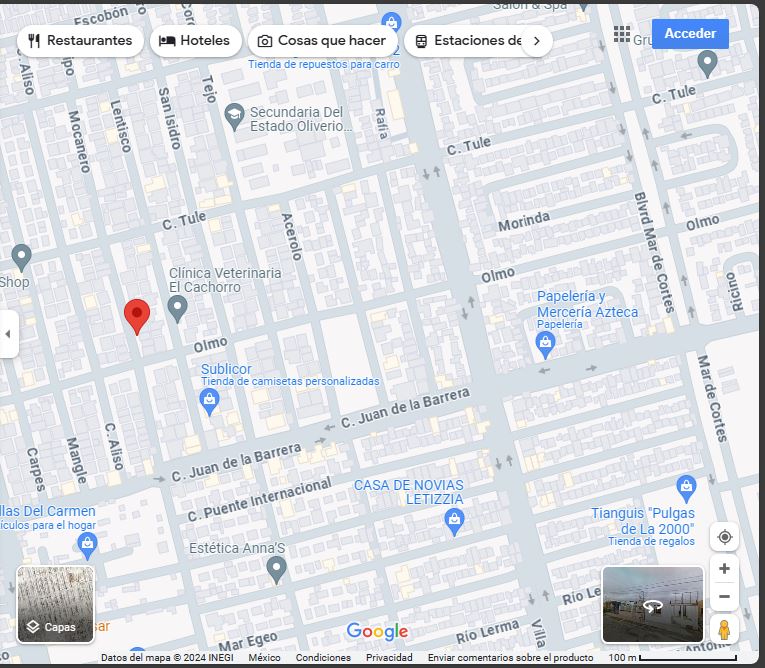 Escobón
Salon & Spa
Restaurantes
Hoteles
Cosas que hacer
Estaciones de
Gru
Acceder
Tienda de repuestos para carro
C. Aliso
Mocanero
Lentisco
San Isidro
Tejo
Secundaria Del
Estado Oliverio...
Rafia
C. Tule
C. Tule
C. Tule
Morinda
Blvrd Mar de Cortes
Olmo
Acerolo
Shop
Clínica Veterinaria
El Cachorro
Olmo
Ricino
Papelería y
Mercería Azteca
Papelería
Olmo
Sublicor
Tienda de camisetas personalizadas
C. Juan de la Barrera
Mar de Cortes
Carpes
Mangle
C. Aliso
C. Juan de la Barrera
C. Puente Internacional
CASA DE NOVIAS
LETIZZIA
llas Del Carmen
ículos para el hogar
Tianguis "Pulgas
de La 2000"
Tienda de regalos
Estética Anna'S
Río Le
Capas
sar
Google
Río Lerma
Villa
Mar Egeo
Datos del mapa © 2024 INEGI México Condiciones Privacidad Enviar comentarios sobre el producto 100 m